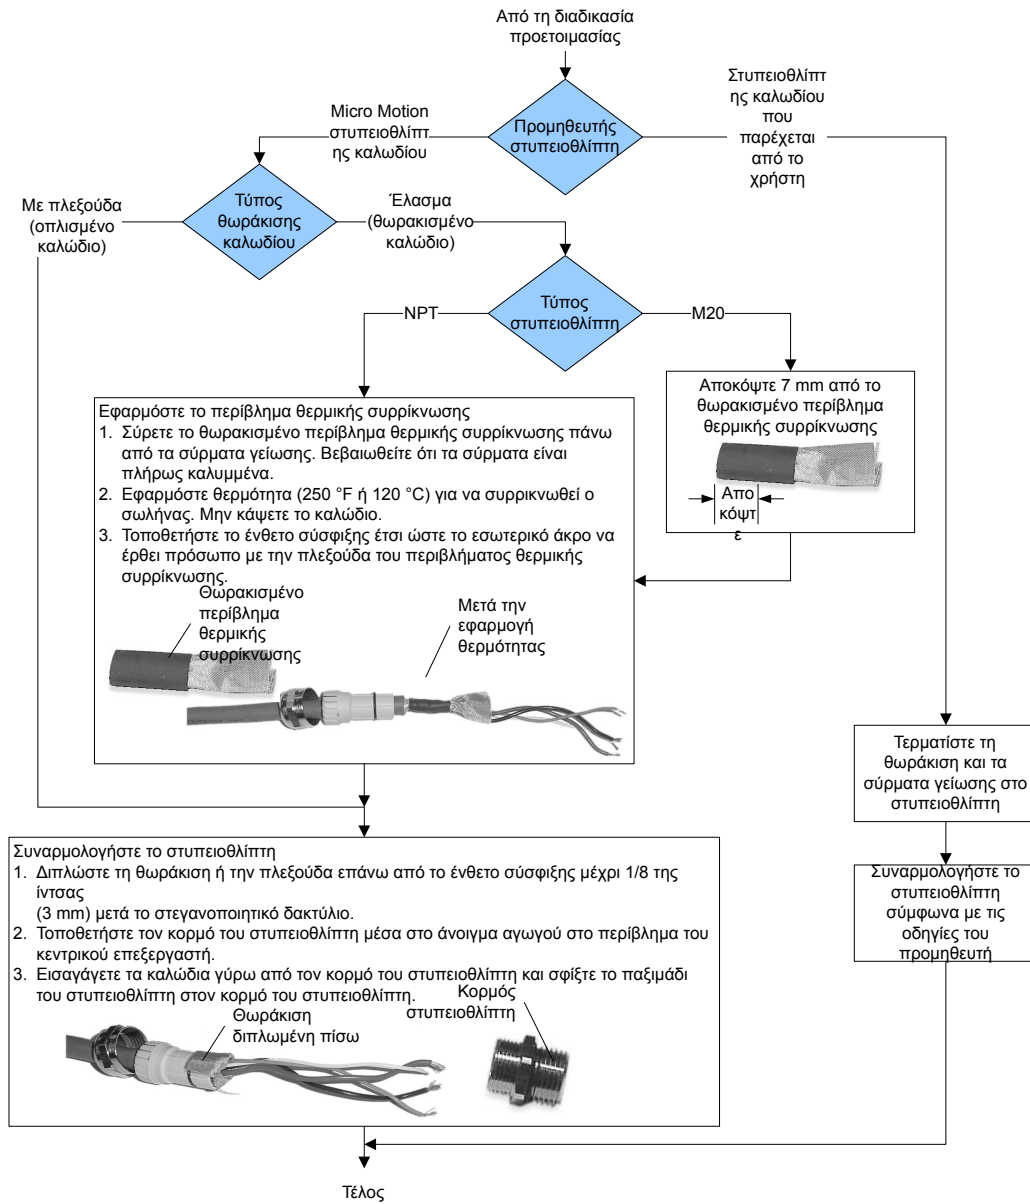 Από τη διαδικασία
προετοιμασίας
Προμηθευτής
στυπειοθλίπτη
Micro Motion
στυπειοθλίπτ
ης καλωδίου
Στυπειοθλίπτ
ης καλωδίου
που
παρέχεται
από το
χρήστη
Τύπος
θωράκισης
καλωδίου
Με πλεξούδα
(οπλισμένο
καλώδιο)
Έλασμα
(θωρακισμένο
καλώδιο)
Τύπος
στυπειοθλίπτη
NPT
M20
Αποκόψτε 7 mm από το
θωρακισμένο περίβλημα
θερμικής συρρίκνωσης
Απο
κόψτ
ε
Εφαρμόστε το περίβλημα θερμικής συρρίκνωσης
1. Σύρετε το θωρακισμένο περίβλημα θερμικής συρρίκνωσης πάνω
από τα σύρματα γείωσης. Βεβαιωθείτε ότι τα σύρματα είναι
πλήρως καλυμμένα.
2. Εφαρμόστε θερμότητα (250 °F ή 120 °C) για να συρρικνωθεί ο
σωλήνας. Μην κάψετε το καλώδιο.
3. Τοποθετήστε το ένθετο σύσφιξης έτσι ώστε το εσωτερικό άκρο να
έρθει πρόσωπο με την πλεξούδα του περιβλήματος θερμικής
συρρίκνωσης.
Θωρακισμένο
περίβλημα
θερμικής
συρρίκνωσης
Μετά την
εφαρμογή
θερμότητας
Τερματίστε τη
θωράκιση και τα
σύρματα γείωσης στο
στυπειοθλίπτη
Συναρμολογήστε το
στυπειοθλίπτη
σύμφωνα με τις
οδηγίες του
προμηθευτή
Συναρμολογήστε το στυπειοθλίπτη
1. Διπλώστε τη θωράκιση ή την πλεξούδα επάνω από το ένθετο σύσφιξης μέχρι 1/8 της
ίντσας
(3 mm) μετά το στεγανοποιητικό δακτύλιο.
2. Τοποθετήστε τον κορμό του στυπειοθλίπτη μέσα στο άνοιγμα αγωγού στο περίβλημα του
κεντρικού επεξεργαστή.
3. Εισαγάγετε τα καλώδια γύρω από τον κορμό του στυπειοθλίπτη και σφίξτε το παξιμάδι
του στυπειοθλίπτη στον κορμό του στυπειοθλίπτη.
Θωράκιση
διπλωμένη πίσω
Κορμός
στυπειοθλίπτη
Τέλος